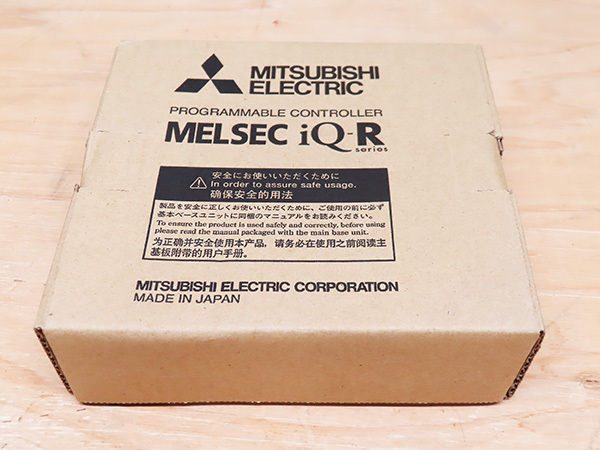 MITSUBISHI
ELECTRIC
PROGRAMMABLE CONTROLLER
MELSEC iQ-R
series
安全にお使いいただくために
In order to assure safe usage.
确保安全的用法
製品を安全に正しくお使いいただくために、ご使用の前に必ず
基本ベースユニットに同梱のマニュアルをお読みください。
To ensure the product is used safely and correctly, before using
please read the manual packaged with the main base unit.
为正确并安全使用本产品，请务必在使用之前阅读主
基板附带的用户手册。
MITSUBISHI ELECTRIC CORPORATION
MADE IN JAPAN